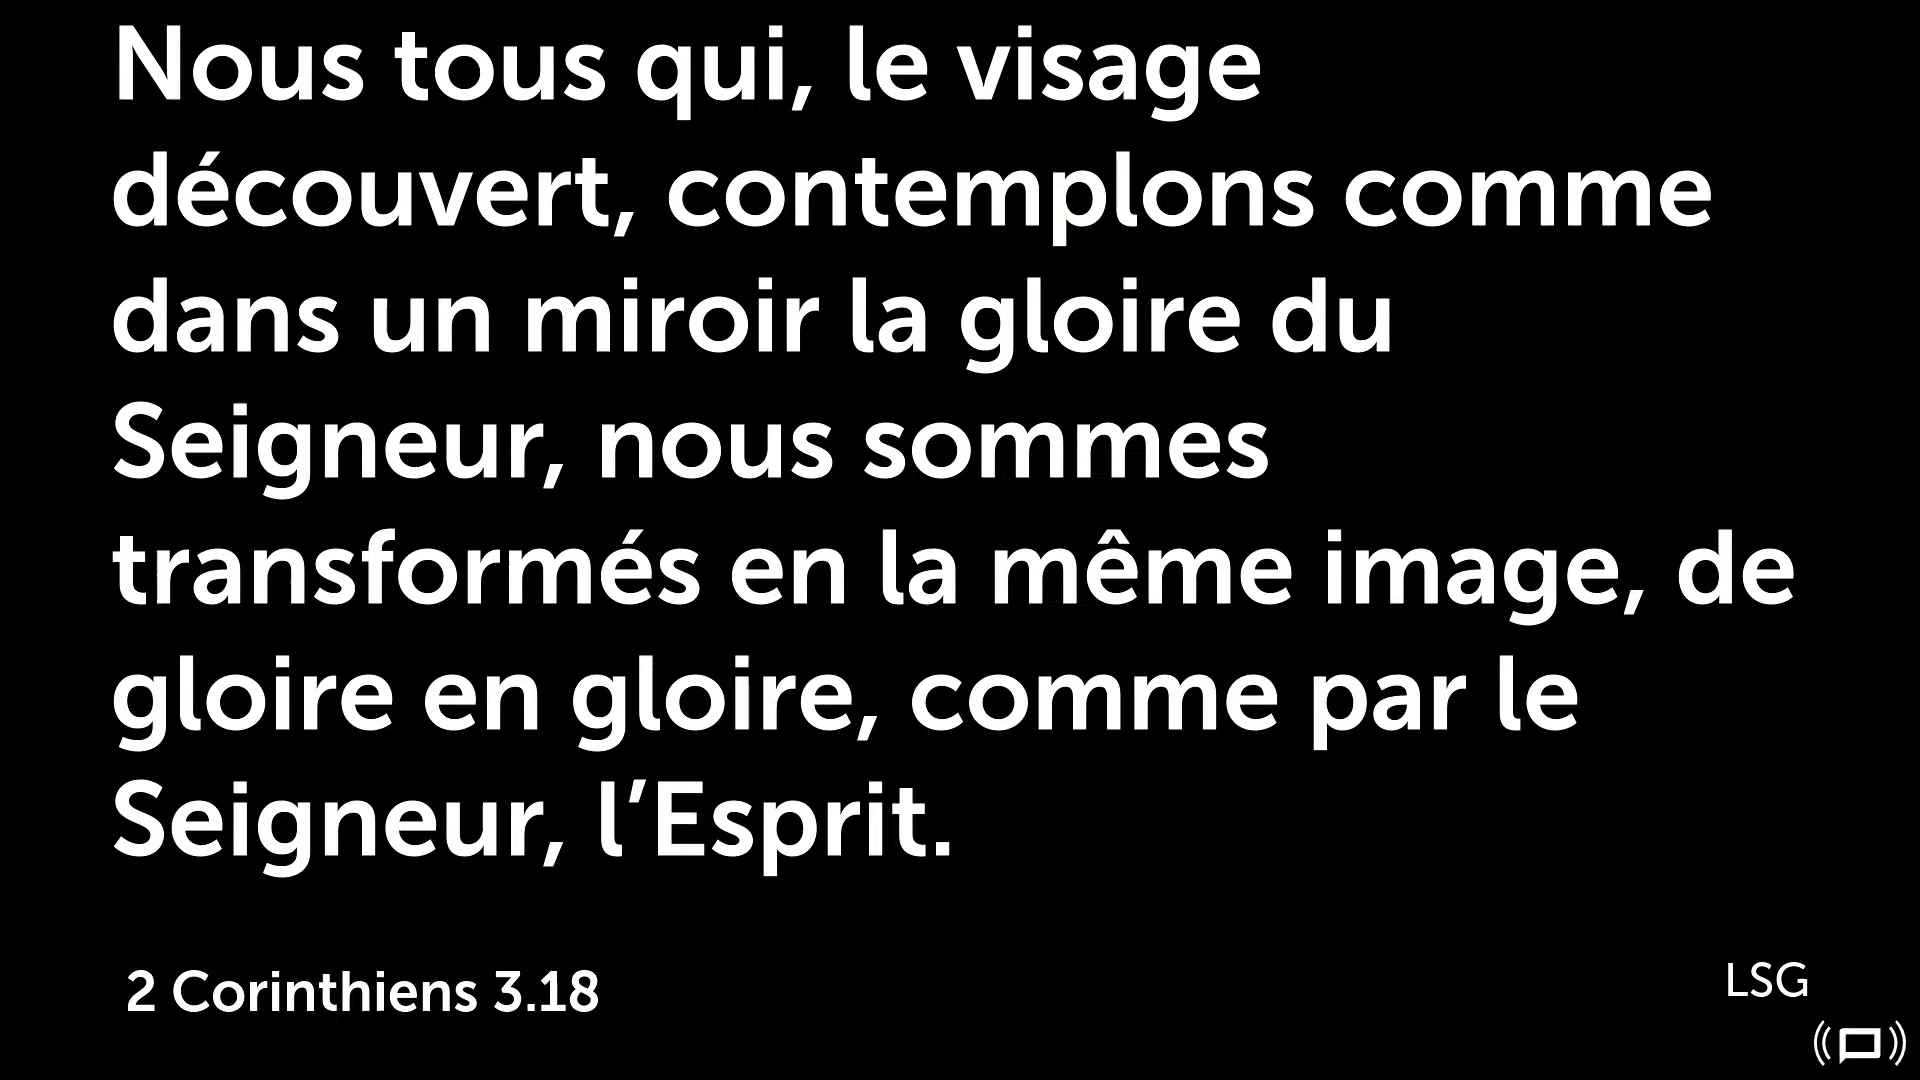 Nous tous qui, le visage
découvert, contemplons comme
dans un miroir la gloire du
Seigneur, nous sommes
transformés en la même image, de
gloire en gloire, comme par le
Seigneur, l’Esprit.
2 Corinthiens 3.18
LSG